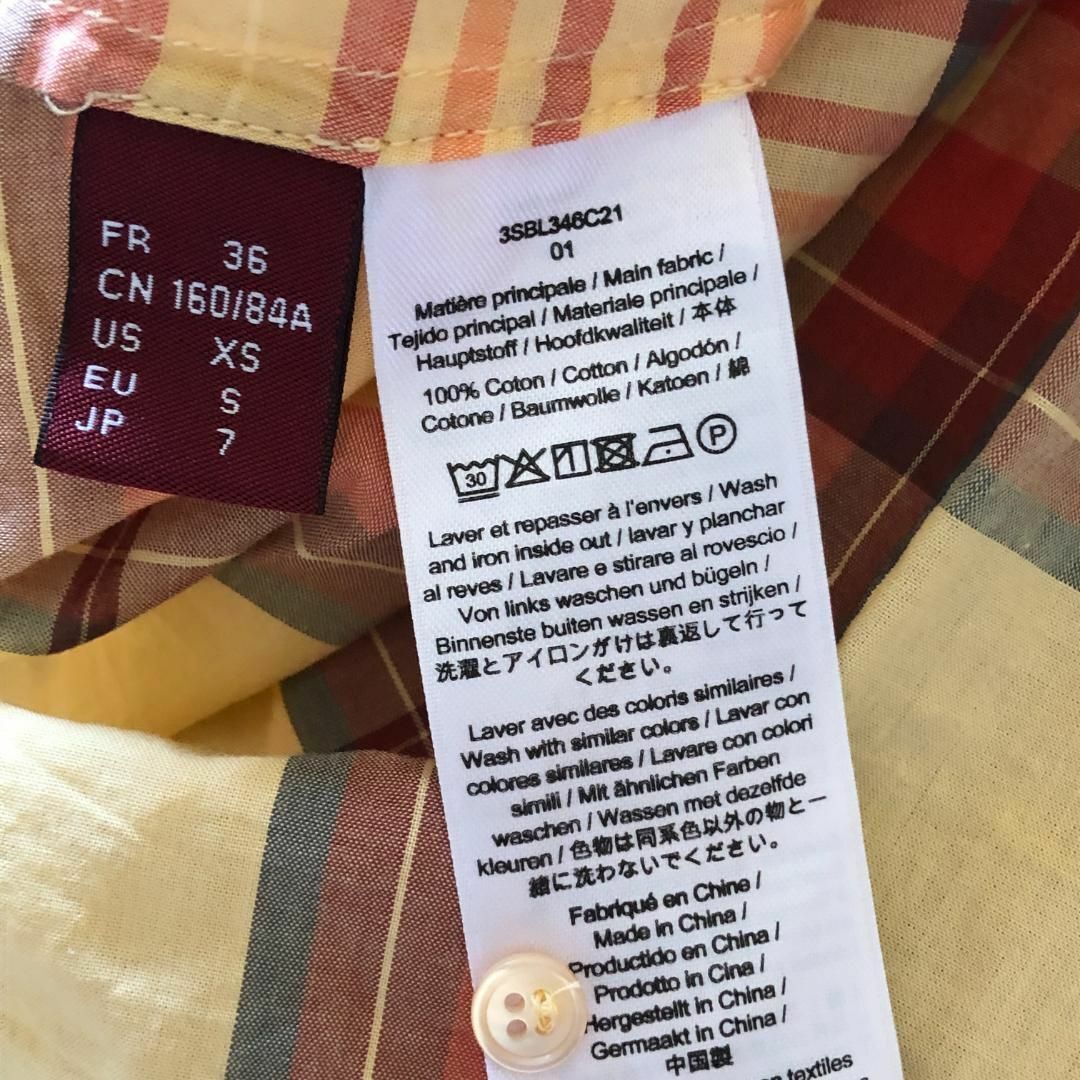 FR 36
CN 160/84A
US XS
EU S
JP 7
3SBL346C21
01
Matière principale / Main fabric /
Tejido principal / Materiale principale /
Hauptstoff / Hoofdkwaliteit / 本体
100% Coton / Cotton / Algodón /
Cotone / Baumwolle / Katoen / 綿
30 P
Laver et repasser à l'envers / Wash
and iron inside out / lavar y planchar
al reves / Lavare e stirare al rovescio /
Von links waschen und bügeln /
Binnenste buiten wassen en strijken /
洗濯とアイロンがけは裏返して行って
ください。
Laver avec des coloris similaires /
Wash with similar colors / Lavar con
colores similares / Lavare con colori
simili / Mit ähnlichen Farben
waschen / Wassen met dezelfde
kleuren / 色物は同系色以外の物と一
緒に洗わないでください。
Fabriqué en Chine /
Made in China /
Productido en China /
Prodotto in Cina /
Hergestellt in China /
Germaakt in China /
中国製
textiles